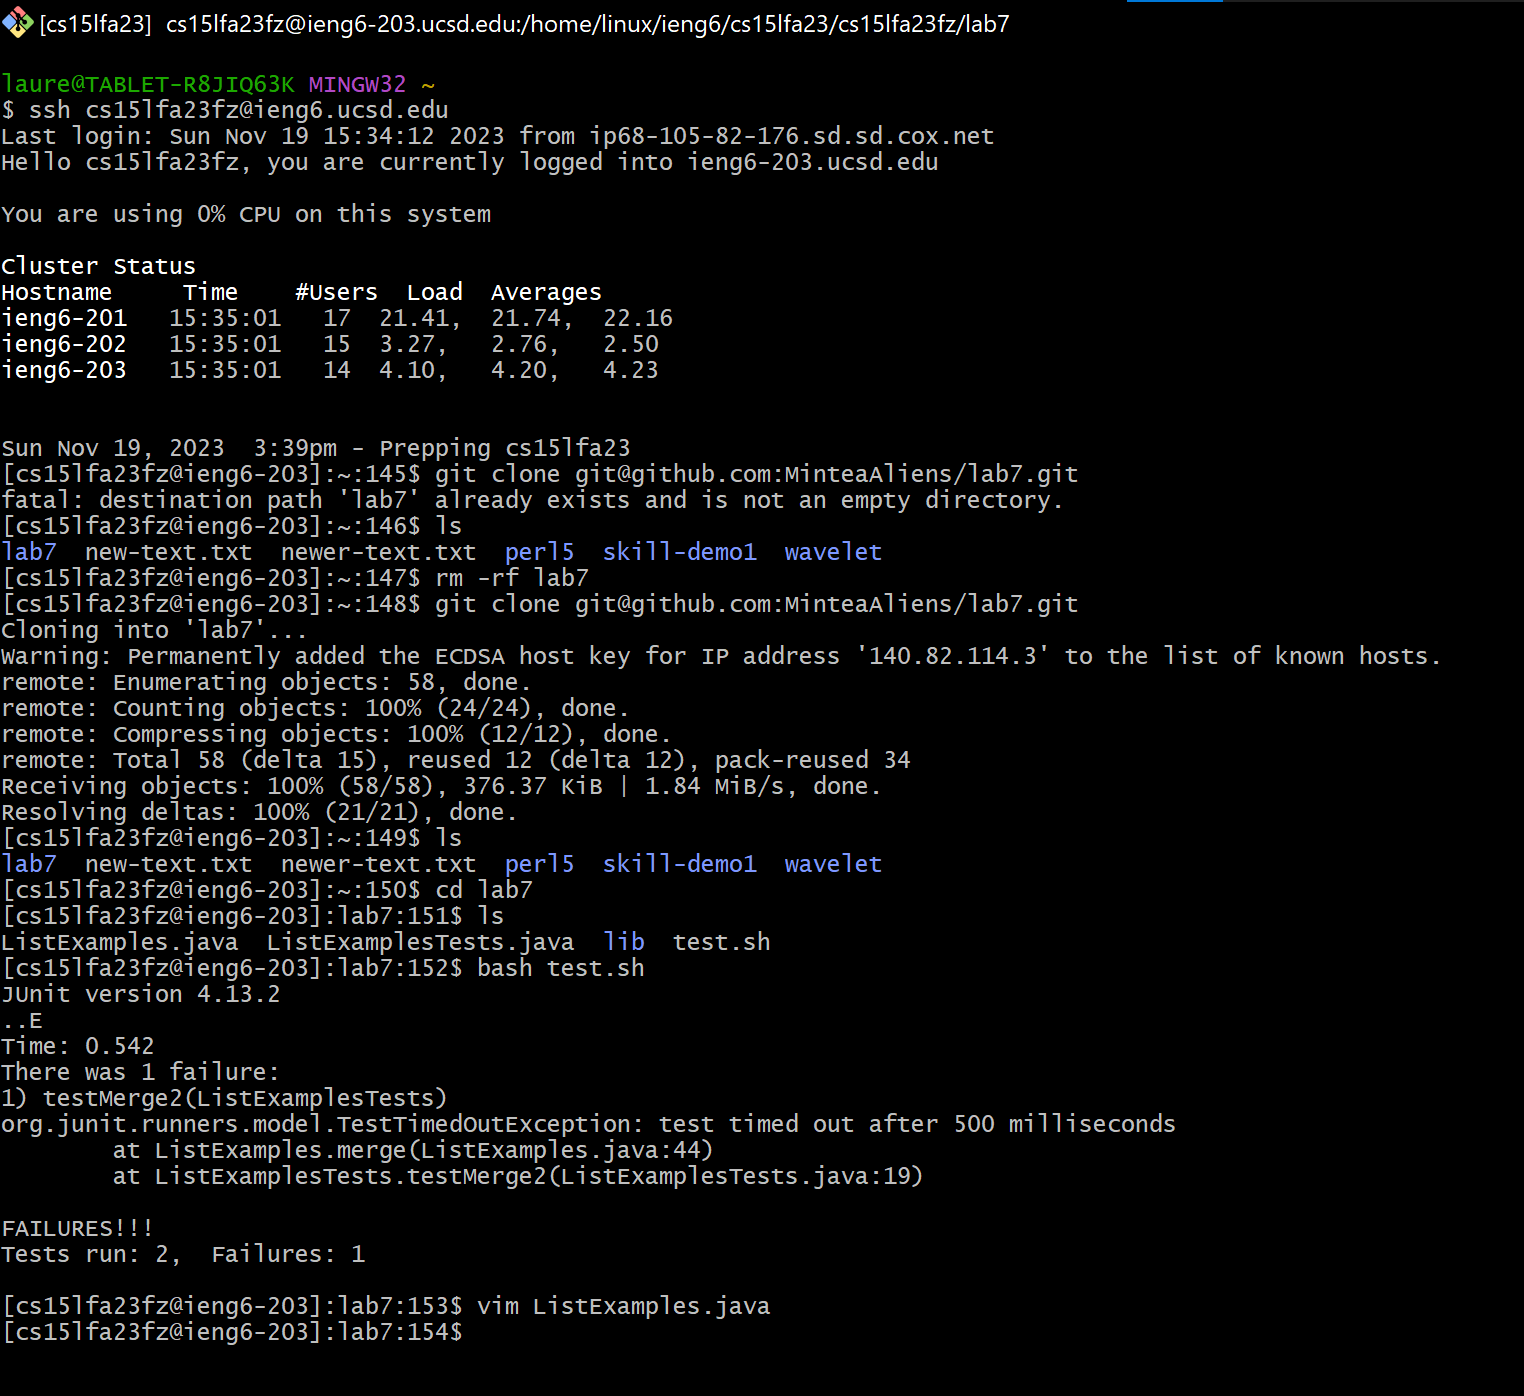 [cs15lfa23]  cs15lfa23fz@ieng6-203.ucsd.edu:/home/linux/ieng6/cs15lfa23/cs15lfa23fz/lab7
laure@TABLET-R8JIQ63K MINGW32 ~
$ ssh cs15lfa23fz@ieng6.ucsd.edu
Last login: Sun Nov 19 15:34:12 2023 from ip68-105-82-176.sd.sd.cox.net
Hello cs15lfa23fz, you are currently logged into ieng6-203.ucsd.edu
You are using 0% CPU on this system
Cluster Status
Hostname     Time    #Users  Load  Averages
ieng6-201   15:35:01   17  21.41,  21.74,  22.16
ieng6-202   15:35:01   15  3.27,   2.76,   2.50
ieng6-203   15:35:01   14  4.10,   4.20,   4.23
Sun Nov 19, 2023  3:39pm - Prepping cs15lfa23
[cs15lfa23fz@ieng6-203]:~:145$ git clone git@github.com:MinteaAliens/lab7.git
fatal: destination path 'lab7' already exists and is not an empty directory.
[cs15lfa23fz@ieng6-203]:~:146$ ls
lab7  new-text.txt  newer-text.txt  perl5  skill-demo1  wavelet
[cs15lfa23fz@ieng6-203]:~:147$ rm -rf lab7
[cs15lfa23fz@ieng6-203]:~:148$ git clone git@github.com:MinteaAliens/lab7.git
Cloning into 'lab7'...
Warning: Permanently added the ECDSA host key for IP address '140.82.114.3' to the list of known hosts.
remote: Enumerating objects: 58, done.
remote: Counting objects: 100% (24/24), done.
remote: Compressing objects: 100% (12/12), done.
remote: Total 58 (delta 15), reused 12 (delta 12), pack-reused 34
Receiving objects: 100% (58/58), 376.37 KiB | 1.84 MiB/s, done.
Resolving deltas: 100% (21/21), done.
[cs15lfa23fz@ieng6-203]:~:149$ ls
lab7  new-text.txt  newer-text.txt  perl5  skill-demo1  wavelet
[cs15lfa23fz@ieng6-203]:~:150$ cd lab7
[cs15lfa23fz@ieng6-203]:lab7:151$ ls
ListExamples.java  ListExamplesTests.java  lib  test.sh
[cs15lfa23fz@ieng6-203]:lab7:152$ bash test.sh
JUnit version 4.13.2
..E
Time: 0.542
There was 1 failure:
1) testMerge2(ListExamplesTests)
org.junit.runners.model.TestTimedOutException: test timed out after 500 milliseconds
        at ListExamples.merge(ListExamples.java:44)
        at ListExamplesTests.testMerge2(ListExamplesTests.java:19)
FAILURES!!!
Tests run: 2,  Failures: 1
[cs15lfa23fz@ieng6-203]:lab7:153$ vim ListExamples.java
[cs15lfa23fz@ieng6-203]:lab7:154$